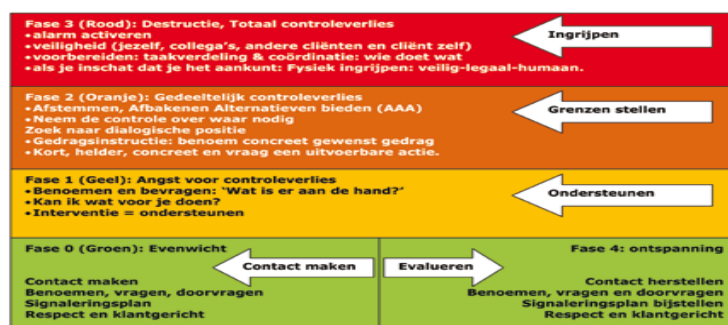 Fase 3 (Rood): Destructie, Totaal controleverlies
•alarm activeren
•veiligheid (jezelf, collega's, andere cliënten en cliënt zelf)
•voorbereiden: taakverdeling & coördinatie: wie doet wat
•als je inschat dat je het aankunt: Fysiek ingrijpen: veilig-legaal-humaan.
Ingrijpen
Fase 2 (Oranje): Gedeeltelijk controleverlies
•Afstemmen, Afbakenen Alternatieven bieden (AAA)
•Neem de controle over waar nodig
Zoek naar dialogische positie
•Gedragsinstructie: benoem concreet gewenst gedrag
•Kort, helder, concreet en vraag een uitvoerbare actie.
Grenzen stellen
Fase 1 (Geel): Angst voor controleverlies
•Benoemen en bevragen: 'Wat is er aan de hand?'
•Kan ik wat voor je doen?
•Interventie = ondersteunen
Ondersteunen
Fase 0 (Groen): Evenwicht
Contact maken
Contact maken
Benoemen, vragen, doorvragen
Signaleringsplan
Respect en klantgericht
Fase 4: ontspanning
Evalueren
Contact herstellen
Benoemen, vragen en doorvragen
Signaleringsplan bijstellen
Respect en klantgericht